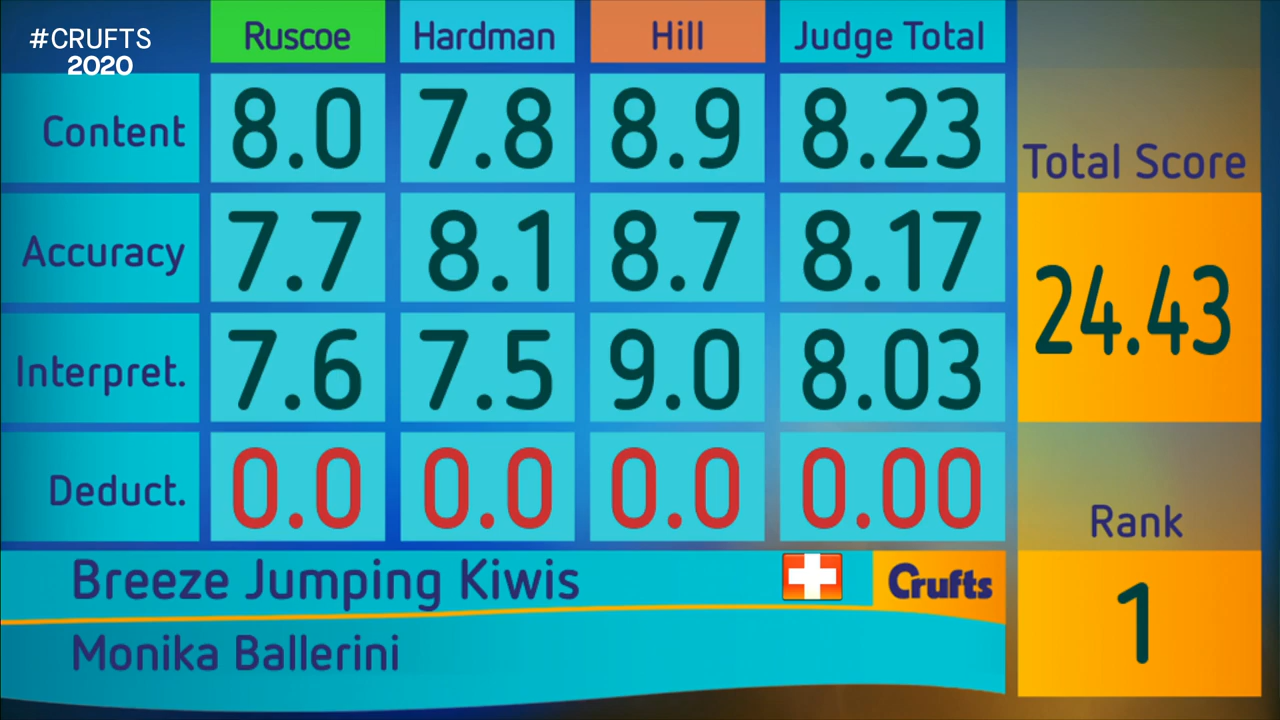 #CRUFTS
2020
Ruscoe Hardman Hill Judge Total
Content 8.0 7.8 8.9 8.23
Total Score
Accuracy 7.7 8.1 8.7 8.17
24.43
Interpret. 7.6 7.5 9.0 8.03
Deduct. 0.0 0.0 0.0 0.00
Rank
1
Breeze Jumping Kiwis
Crufts
Monika Ballerini